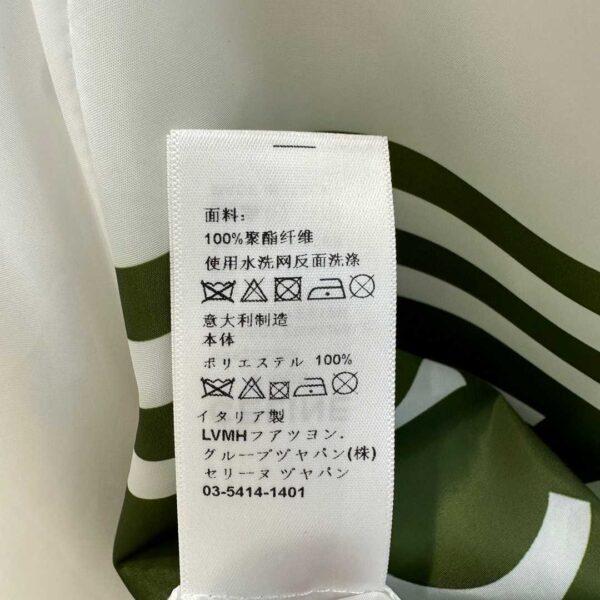 面料:
100%聚酯纤维
使用水洗网反面洗涤
意大利制造
本体
ポリエステル 100%
イタリア製
LVMHフアツヨン.
グループヅヤパン(株)
セリーヌ ヅヤパン
03-5414-1401